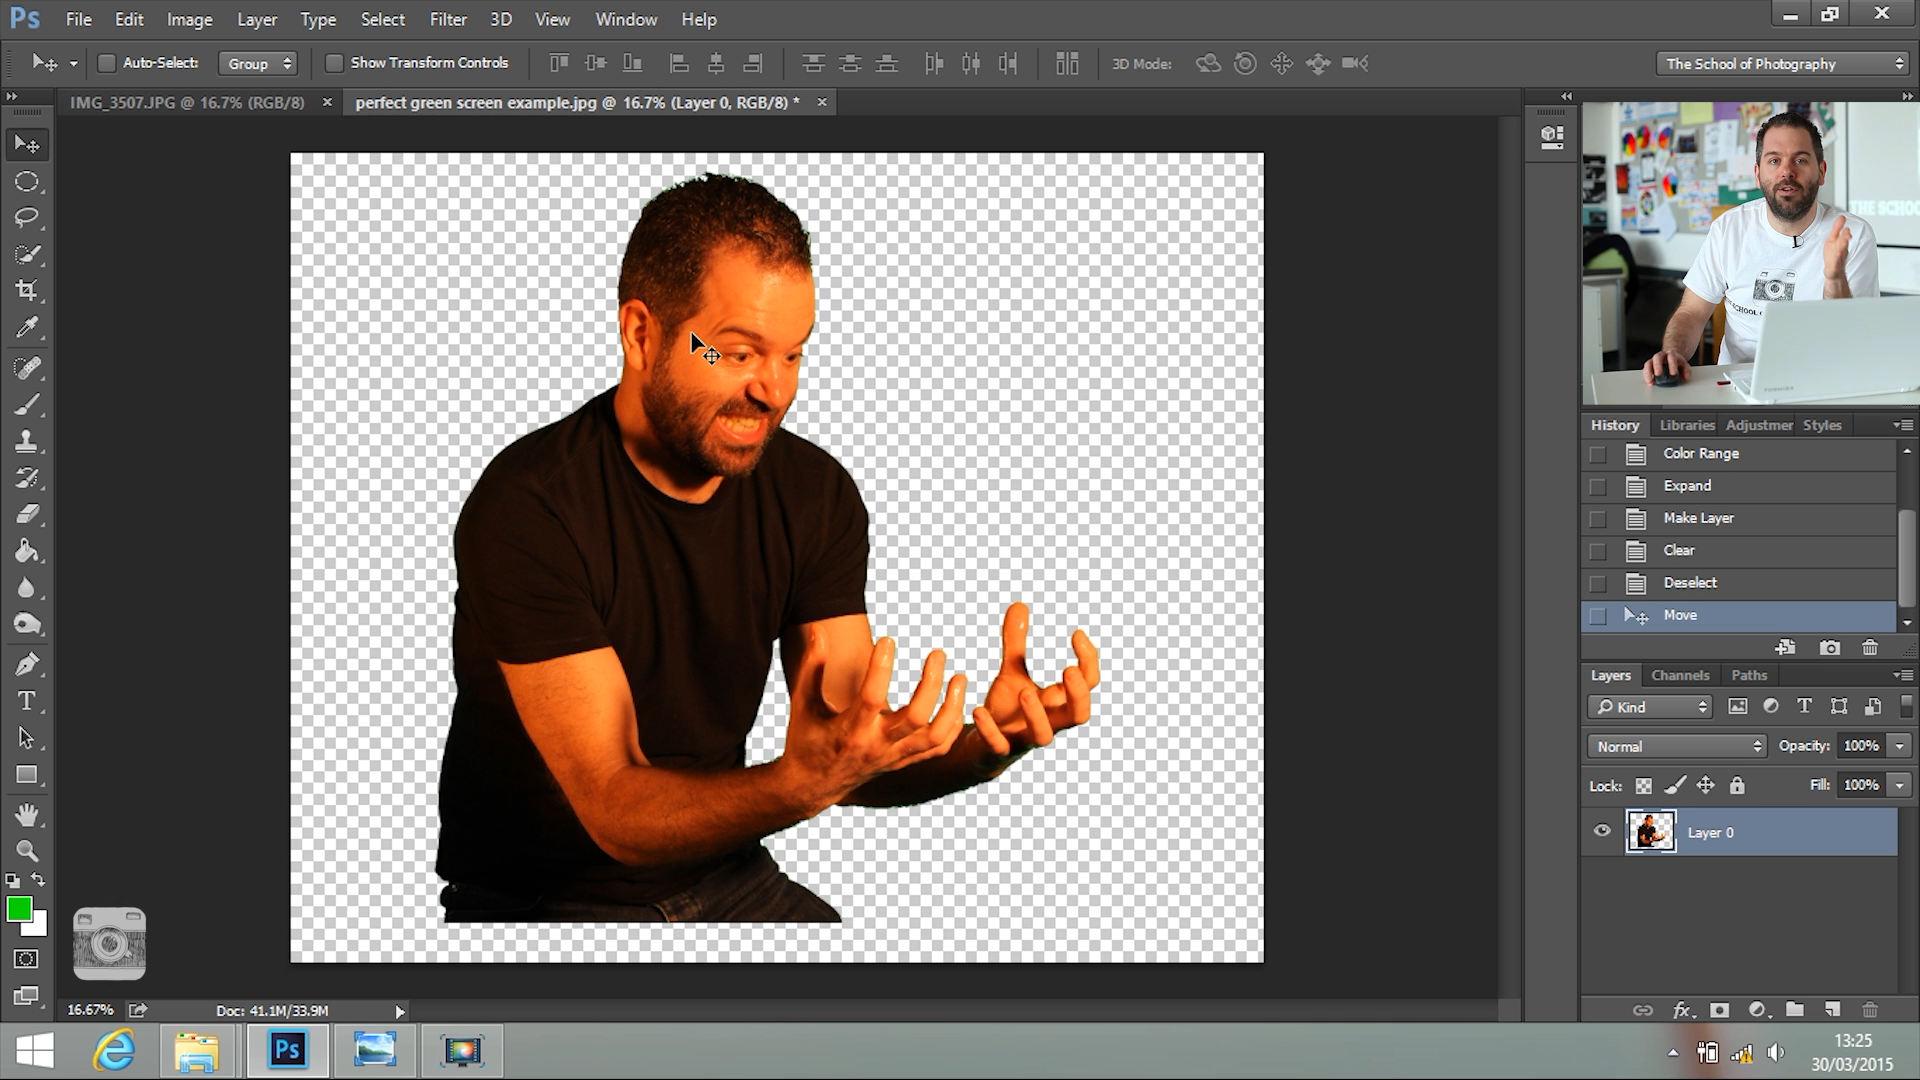 Ps File Edit Image Layer Type Select Filter 3D View Window Help
Auto-Select: Group Show Transform Controls 3D Mode: The School of Photography
IMG_3507.JPG @ 16.7% (RGB/8) × perfect green screen example.jpg @ 16.7% (Layer 0, RGB/8) * ×
THE SCHOO
TOSHIBA
History Libraries Adjustmer Styles
Color Range
Expand
Make Layer
Clear
Deselect
Move
Layers Channels Paths
Kind
Normal Opacity: 100%
Lock: Fill: 100%
Layer 0
16.67% Doc: 41.1M/33.9M
Ps
13:25
30/03/2015